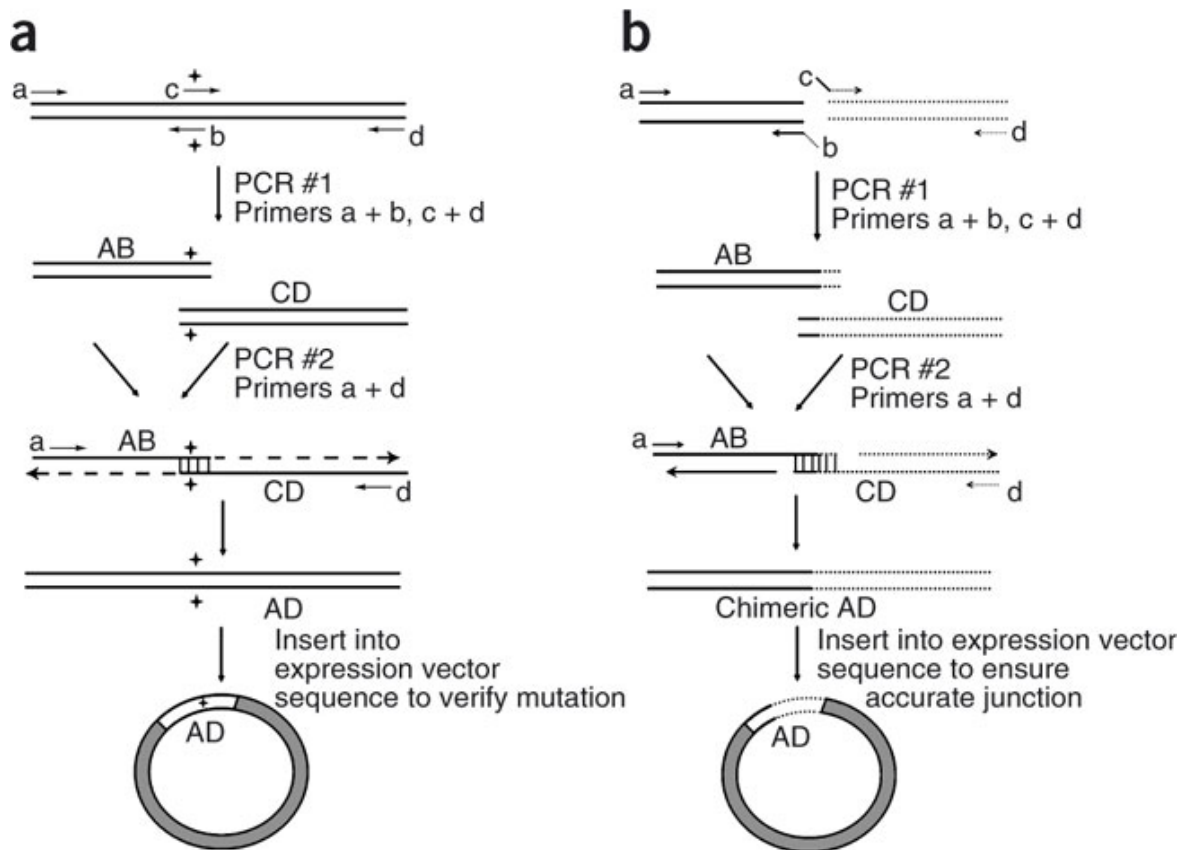 a
a
c
b
d
PCR #1
Primers a + b, c + d
AB
CD
PCR #2
Primers a + d
a
AB
CD
d
AD
Insert into
expression vector
sequence to verify mutation
AD
b
a
c
b
d
PCR #1
Primers a + b, c + d
AB
CD
PCR #2
Primers a + d
a
AB
CD
d
Chimeric AD
Insert into expression vector
sequence to ensure
accurate junction
AD